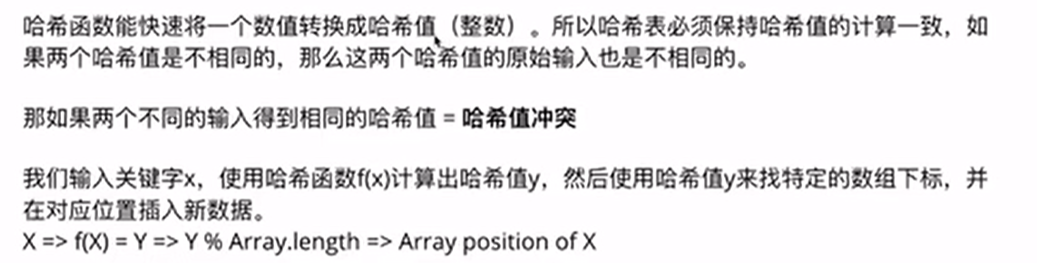 哈希函数能快速将一个数值转换成哈希值（整数）。所以哈希表必须保持哈希值的计算一致，如
果两个哈希值是不相同的，那么这两个哈希值的原始输入也是不相同的。
那如果两个不同的输入得到相同的哈希值 = 哈希值冲突
我们输入关键字x，使用哈希函数f(x)计算出哈希值y，然后使用哈希值y来找特定的数组下标，并
在对应位置插入新数据。
X => f(X) = Y => Y % Array.length => Array position of X